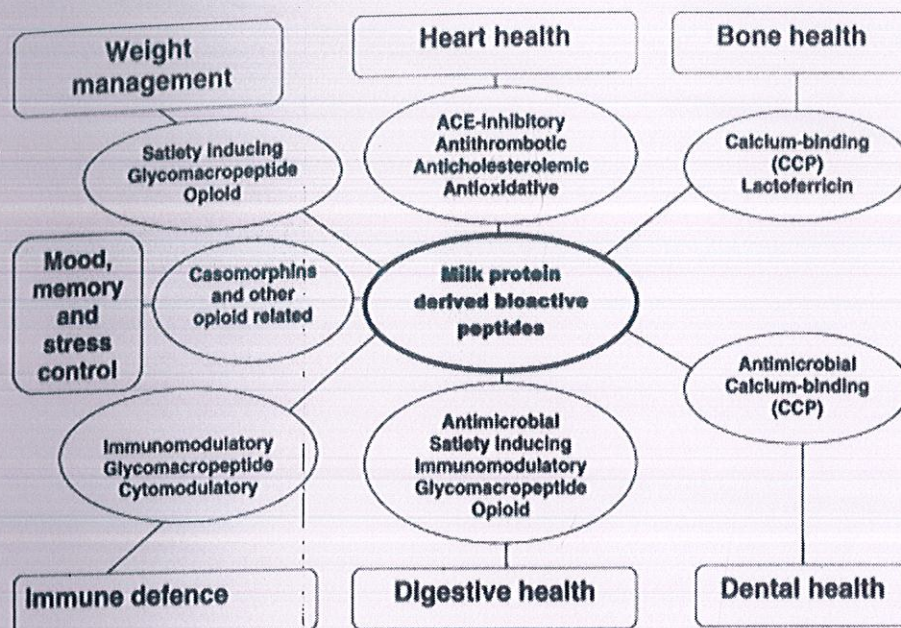 Weight
management
Heart health
Bone health
Satiety inducing
Glycomacropeptide
Opioid
ACE-inhibitory
Antithrombotic
Anticholesterolemic
Antioxidative
Calcium-binding
(CCP)
Lactoferricin
Mood,
memory
and
stress
control
Casomorphins
and other
opioid related
Milk protein
derived bioactive
peptides
Antimicrobial
Calcium-binding
(CCP)
Immunomodulatory
Glycomacropeptide
Cytomodulatory
Antimicrobial
Satiety inducing
Immunomodulatory
Glycomacropeptide
Opioid
Immune defence
Digestive health
Dental health